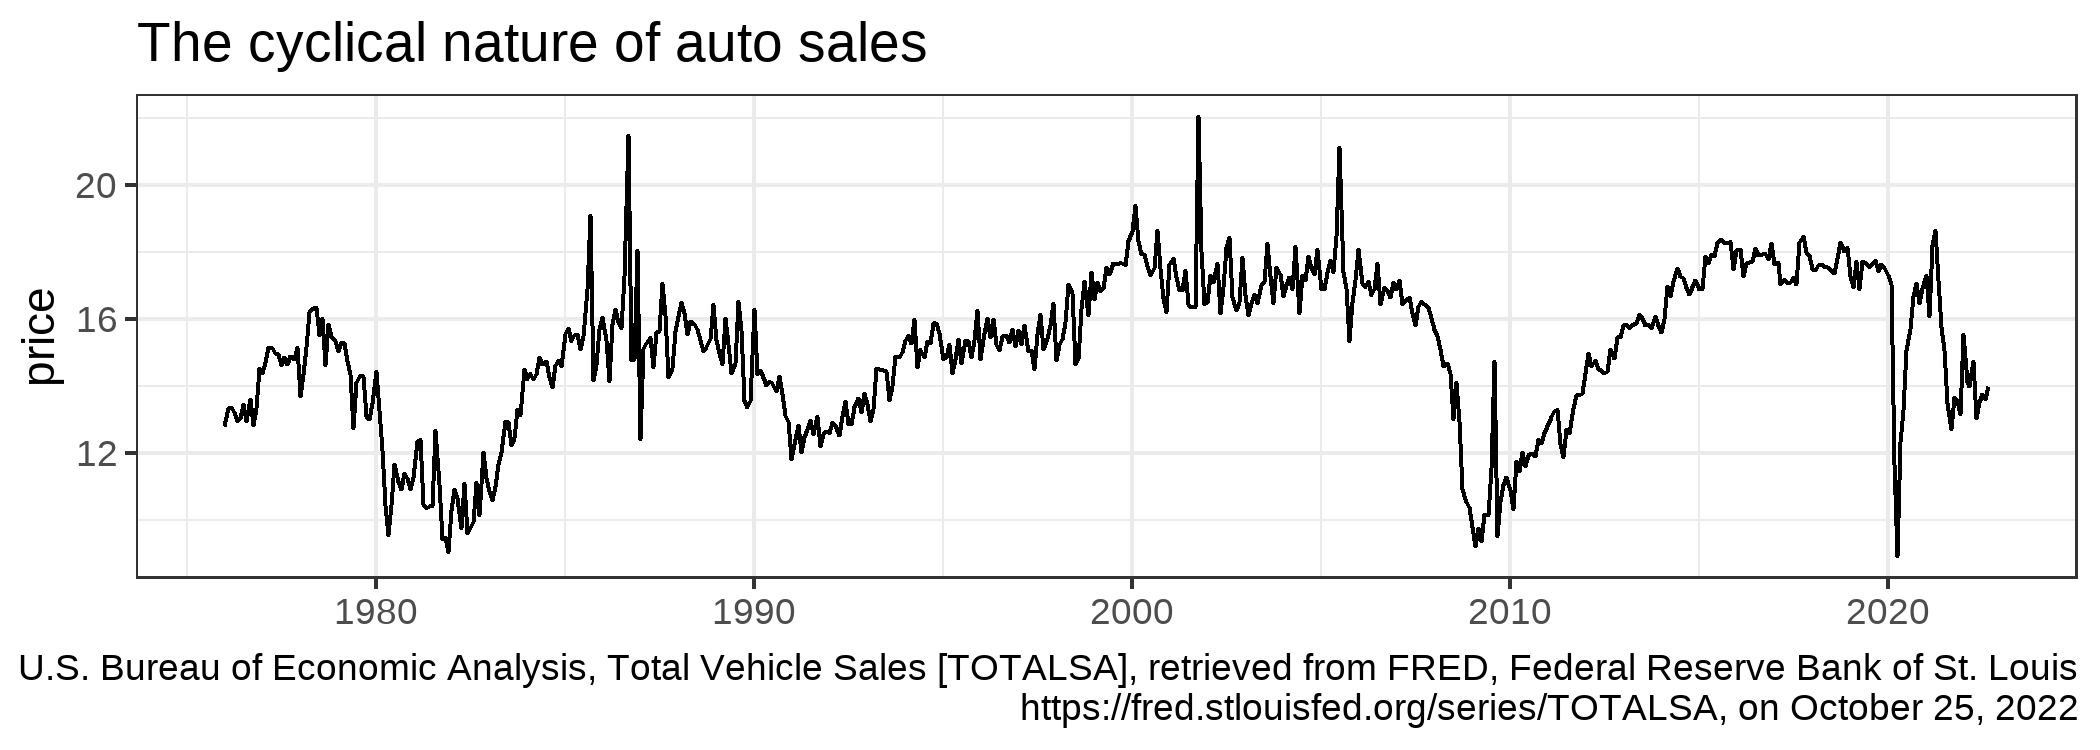 The cyclical nature of auto sales
price
20
16
12
1980 1990 2000 2010 2020
U.S. Bureau of Economic Analysis, Total Vehicle Sales [TOTALSA], retrieved from FRED, Federal Reserve Bank of St. Louis
https://fred.stlouisfed.org/series/TOTALSA, on October 25, 2022